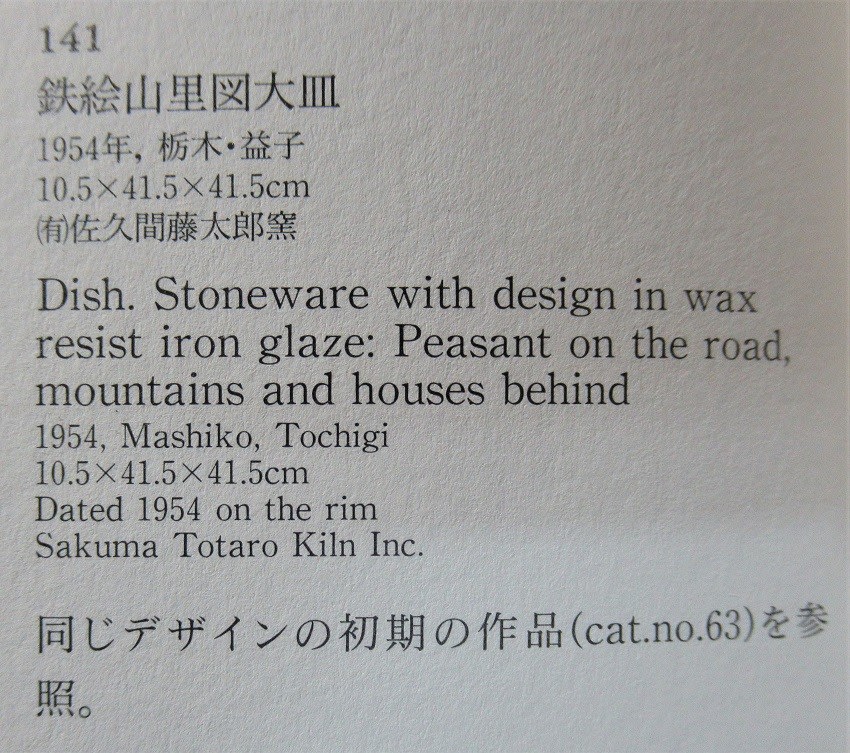 141
鉄絵山里図大皿
1954年, 栃木・益子
10.5×41.5×41.5cm
㈲佐久間藤太郎窯
Dish. Stoneware with design in wax
resist iron glaze: Peasant on the road,
mountains and houses behind
1954, Mashiko, Tochigi
10.5×41.5×41.5cm
Dated 1954 on the rim
Sakuma Totaro Kiln Inc.
同じデザインの初期の作品(cat.no.63)を参
照。